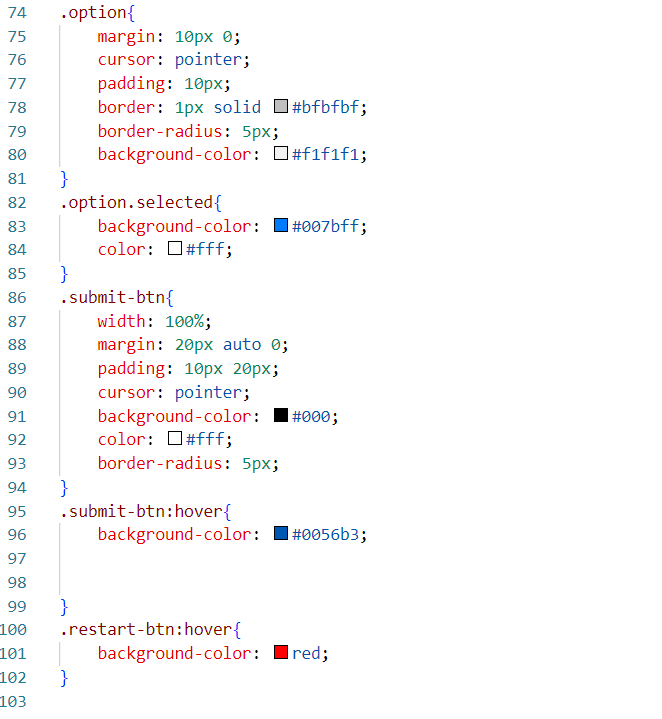 74 .option{
75 margin: 10px 0;
76 cursor: pointer;
77 padding: 10px;
78 border: 1px solid #bfbfbf;
79 border-radius: 5px;
80 background-color: #f1f1f1;
81 }
82 .option.selected{
83 background-color: #007bff;
84 color: #fff;
85 }
86 .submit-btn{
87 width: 100%;
88 margin: 20px auto 0;
89 padding: 10px 20px;
90 cursor: pointer;
91 background-color: #000;
92 color: #fff;
93 border-radius: 5px;
94 }
95 .submit-btn:hover{
96 background-color: #0056b3;
97
98
99 }
100 .restart-btn:hover{
101 background-color: red;
102 }
103